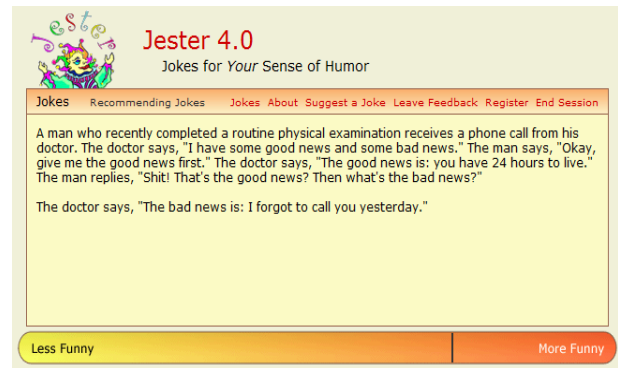 Jester
Jester 4.0
Jokes for Your Sense of Humor
Jokes Recommending Jokes Jokes About Suggest a Joke Leave Feedback Register End Session
A man who recently completed a routine physical examination receives a phone call from his
doctor. The doctor says, "I have some good news and some bad news." The man says, "Okay,
give me the good news first." The doctor says, "The good news is: you have 24 hours to live."
The man replies, "Shit! That's the good news? Then what's the bad news?"
The doctor says, "The bad news is: I forgot to call you yesterday."
Less Funny More Funny